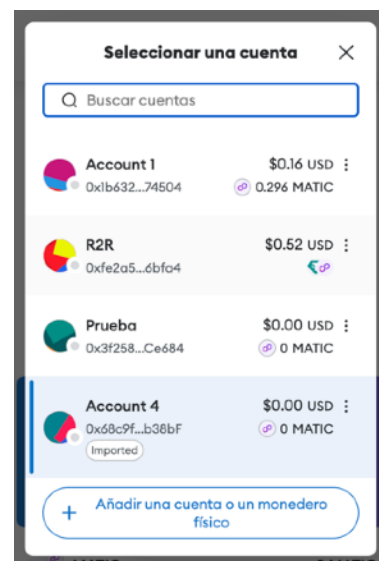 Seleccionar una cuenta
Buscar cuentas
Account 1
$0.16 USD
0x1b632...74504
0.296 MATIC
R2R
$0.52 USD
0xfe2a5...6bfa4
Prueba
$0.00 USD
0x3f258...Ce684
0 MATIC
Account 4
$0.00 USD
0x68c9f...b38bF
0 MATIC
Imported
+ Añadir una cuenta o un monedero
físico